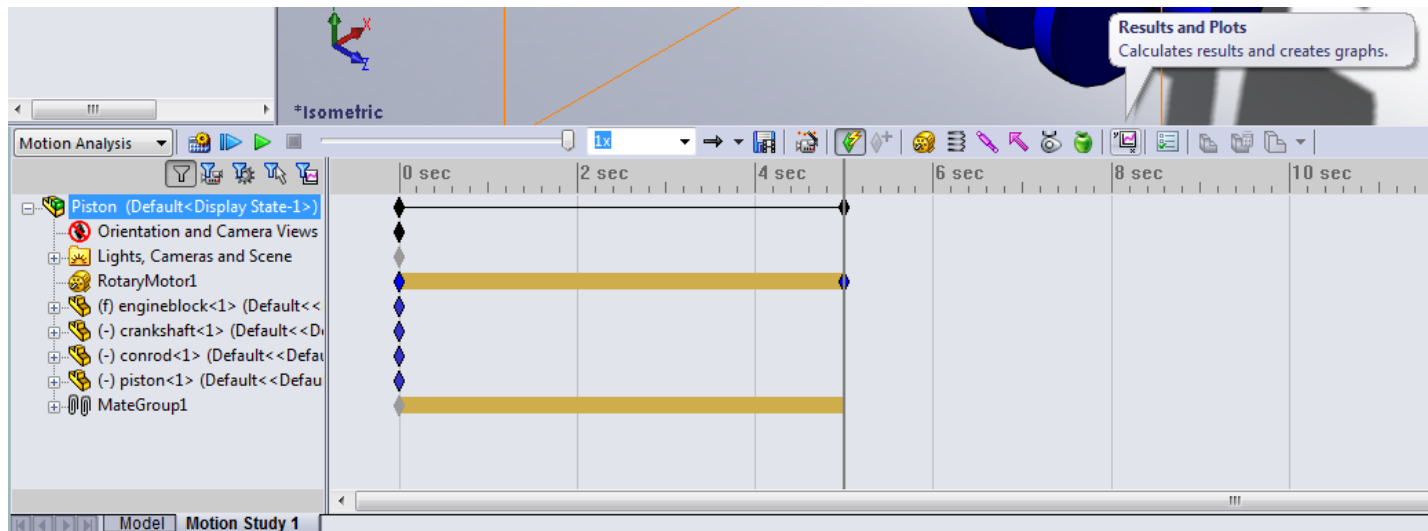 X
Z
Results and Plots
Calculates results and creates graphs.
*Isometric
Motion Analysis
1x
0 sec
2 sec
4 sec
6 sec
8 sec
10 sec
Piston (Default<Display State-1>)
Orientation and Camera Views
Lights, Cameras and Scene
RotaryMotor1
(f) engineblock<1> (Default<<
(-) crankshaft<1> (Default<<De
(-) conrod<1> (Default<<Defau
(-) piston<1> (Default<<Defau
MateGroup1
Model
Motion Study 1